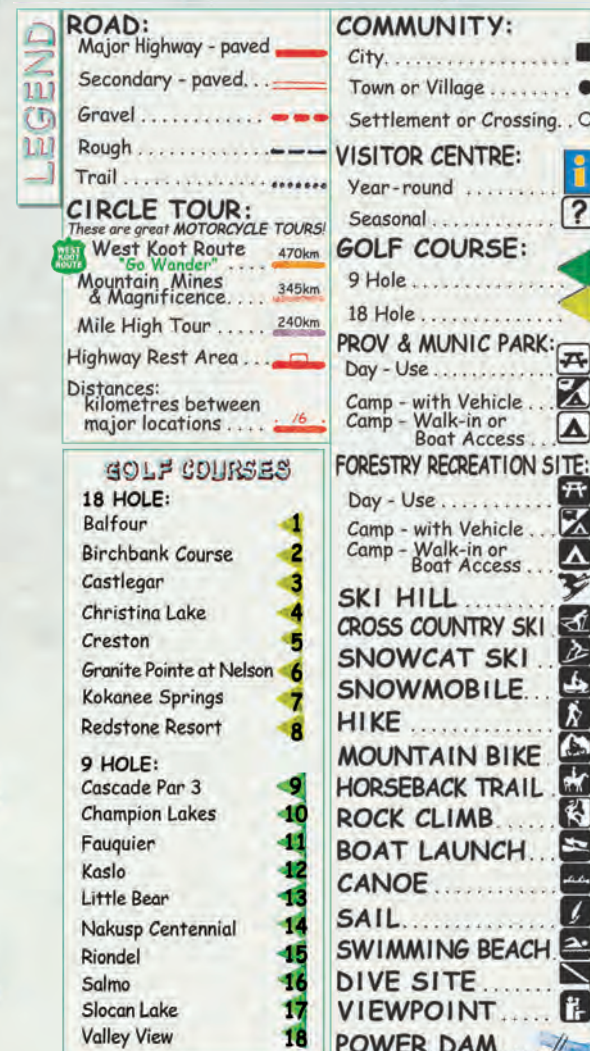 LEGEND
ROAD:
Major Highway - paved
Secondary - paved. . .
Gravel . . . . . . . . . . . .
Rough . . . . . . . . . . . . .
Trail . . . . . . . . . . . . . .
CIRCLE TOUR:
These are great MOTORCYCLE TOURS!
WEST
KOOT
ROUTE
West Koot Route
"Go Wander" . . . . 470km
Mountain Mines
& Magnificence. . . . 345km
Mile High Tour . . . . . 240km
Highway Rest Area . . .
Distances:
kilometres between
major locations . . . . 16
GOLF COURSES
18 HOLE:
Balfour 1
Birchbank Course 2
Castlegar 3
Christina Lake 4
Creston 5
Granite Pointe at Nelson 6
Kokanee Springs 7
Redstone Resort 8
9 HOLE:
Cascade Par 3 9
Champion Lakes 10
Fauquier 11
Kaslo 12
Little Bear 13
Nakusp Centennial 14
Riondel 15
Salmo 16
Slocan Lake 17
Valley View 18
COMMUNITY:
City. . . . . . . . . . . . . . . . . .
Town or Village . . . . . . . .
Settlement or Crossing. .
VISITOR CENTRE:
Year-round . . . . . . . . . i
Seasonal . . . . . . . . . . . . ?
GOLF COURSE:
9 Hole . . . . . . . . . . . . . .
18 Hole . . . . . . . . . . . . .
PROV & MUNIC PARK:
Day - Use . . . . . . . . . . . .
Camp - with Vehicle . . .
Camp - Walk-in or
Boat Access . . .
FORESTRY RECREATION SITE:
Day - Use . . . . . . . . . . . .
Camp - with Vehicle . . .
Camp - Walk-in or
Boat Access . . .
SKI HILL . . . . . . . . .
CROSS COUNTRY SKI
SNOWCAT SKI . .
SNOWMOBILE. . .
HIKE . . . . . . . . . . . . .
MOUNTAIN BIKE
HORSEBACK TRAIL .
ROCK CLIMB. . . . . .
BOAT LAUNCH. . .
CANOE . . . . . . . . . . .
SAIL. . . . . . . . . . . . . .
SWIMMING BEACH
DIVE SITE . . . . . . .
VIEWPOINT . . . . .
POWER DAM